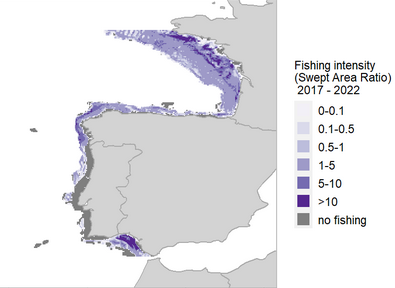 Fishing intensity
(Swept Area Ratio)
2017 - 2022
0-0.1
0.1-0.5
0.5-1
1-5
5-10
>10
no fishing